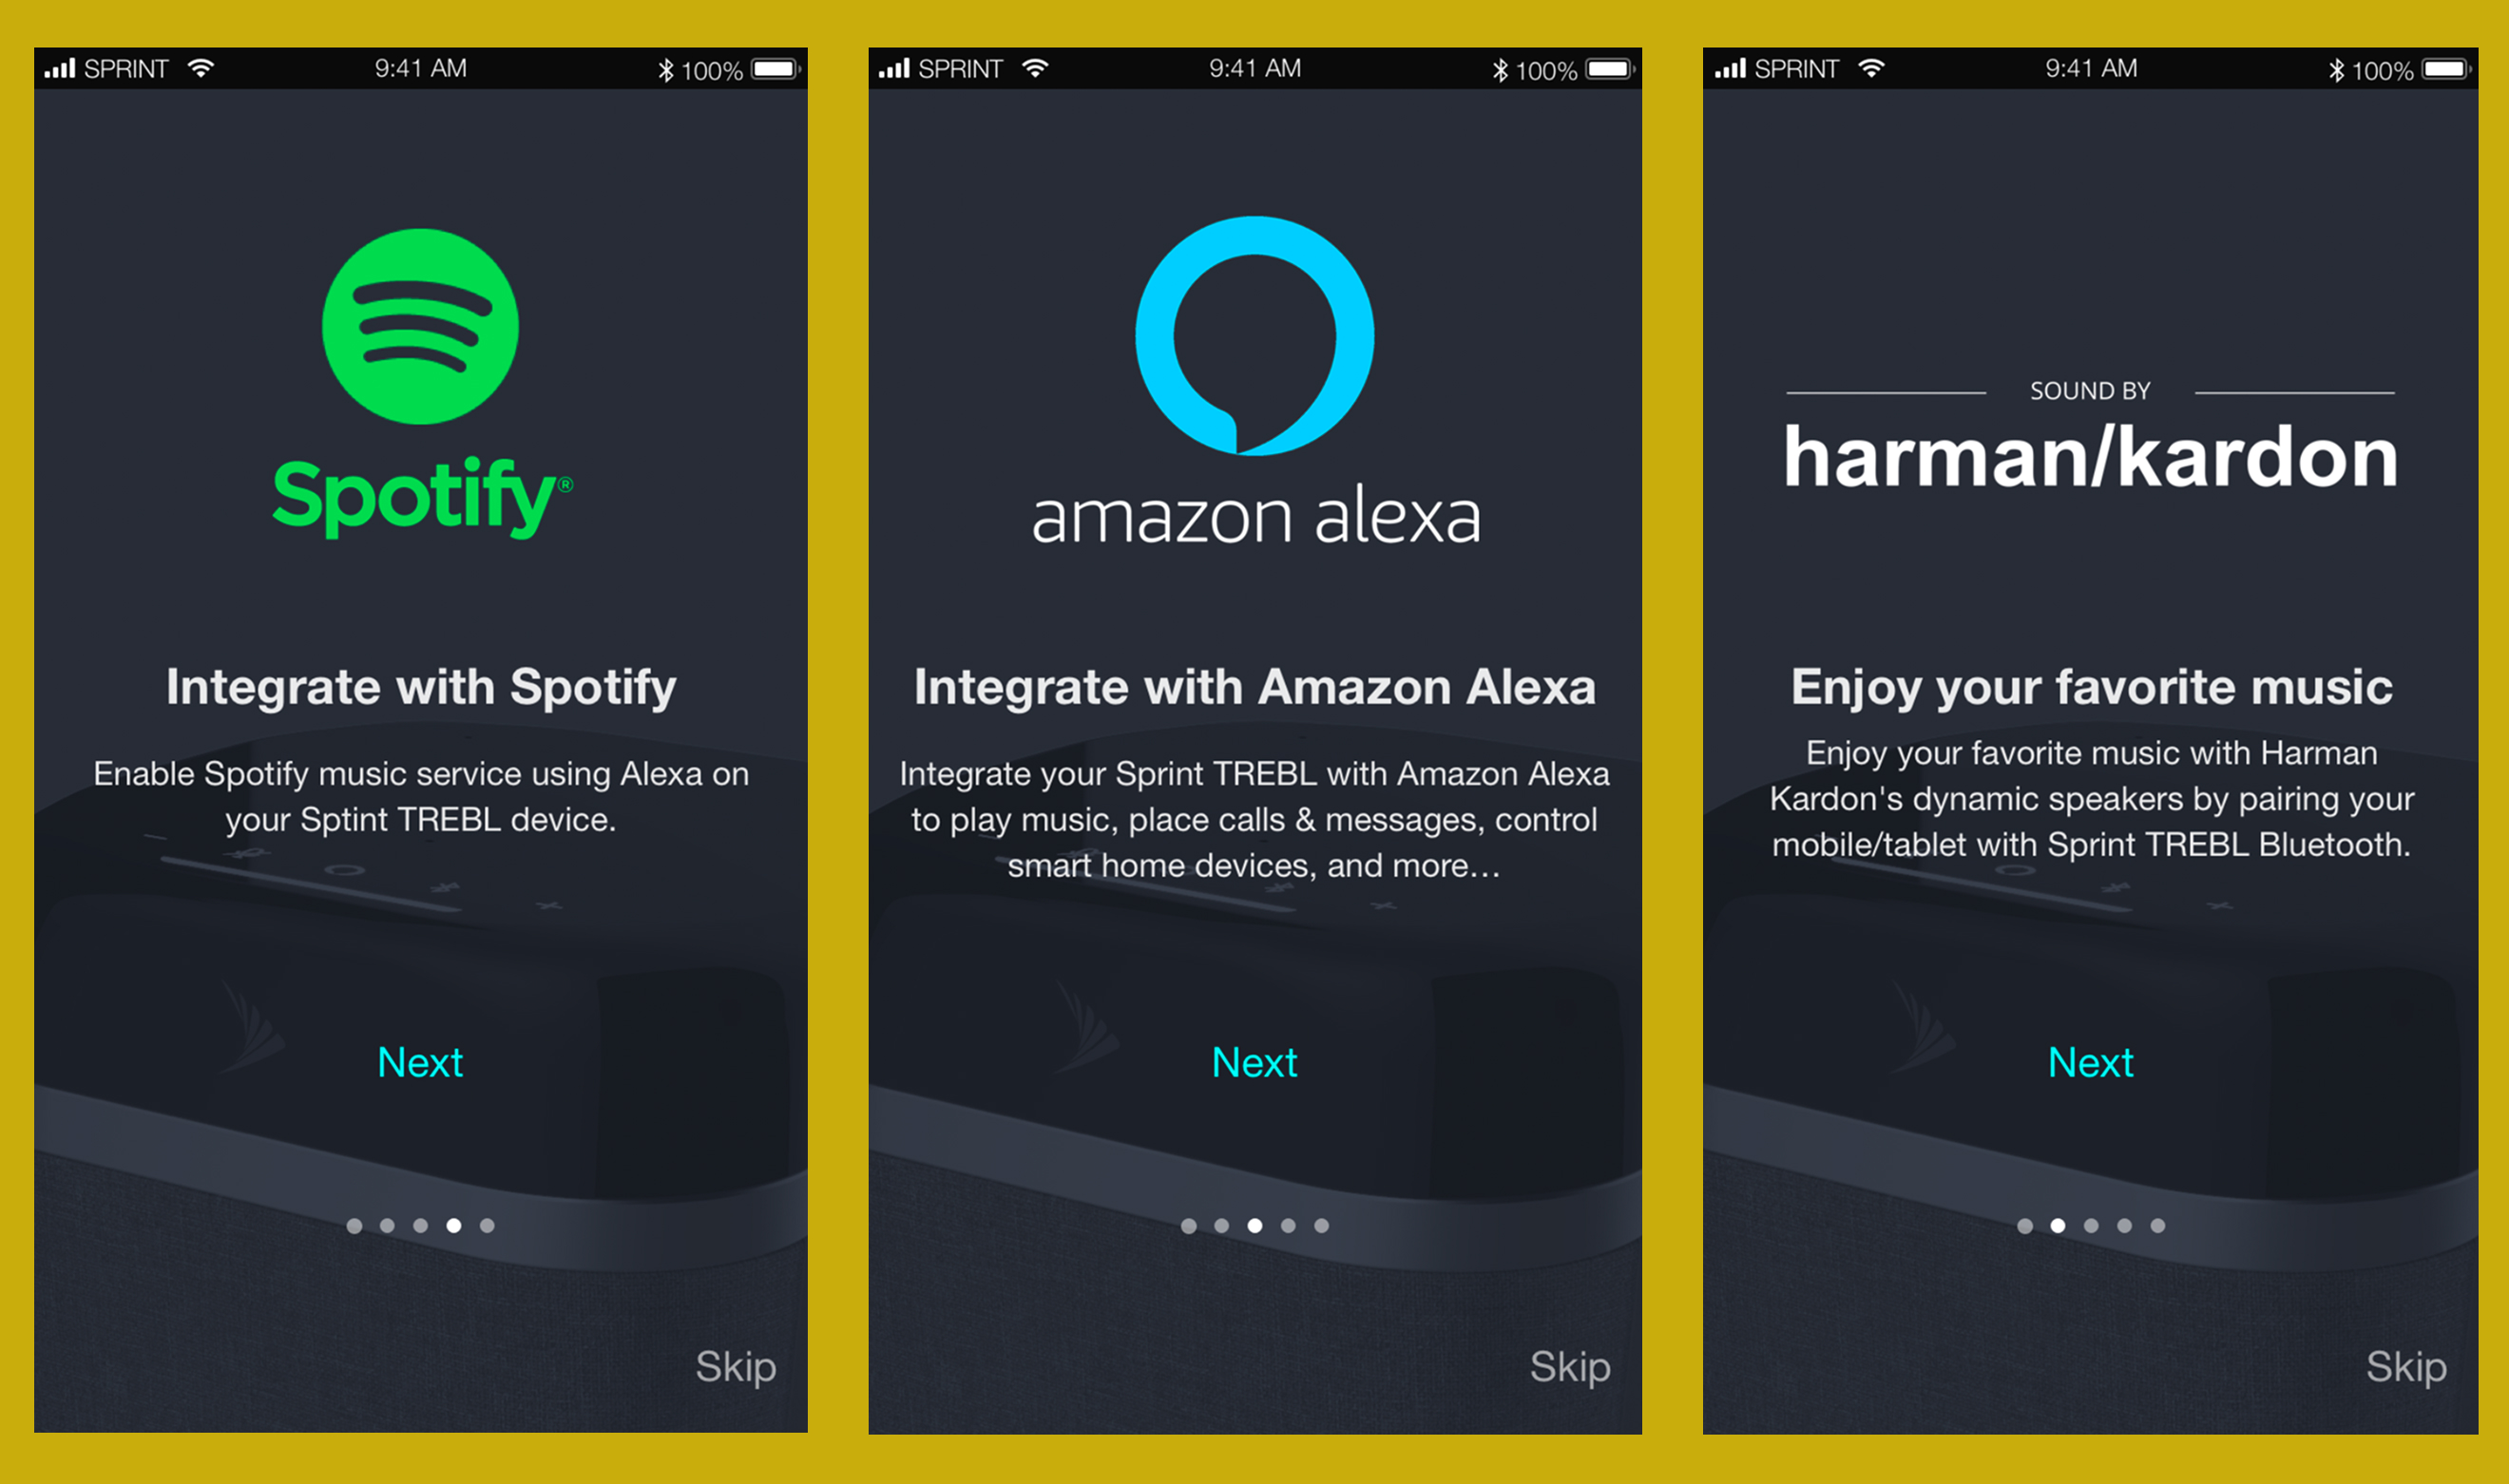 SPRINT 9:41 AM 100%
Spotify®
Integrate with Spotify
Enable Spotify music service using Alexa on
your Sptint TREBL device.
Next
Skip
SPRINT 9:41 AM 100%
amazon alexa
Integrate with Amazon Alexa
Integrate your Sprint TREBL with Amazon Alexa
to play music, place calls & messages, control
smart home devices, and more…
Next
Skip
SPRINT 9:41 AM 100%
SOUND BY
harman/kardon
Enjoy your favorite music
Enjoy your favorite music with Harman
Kardon's dynamic speakers by pairing your
mobile/tablet with Sprint TREBL Bluetooth.
Next
Skip